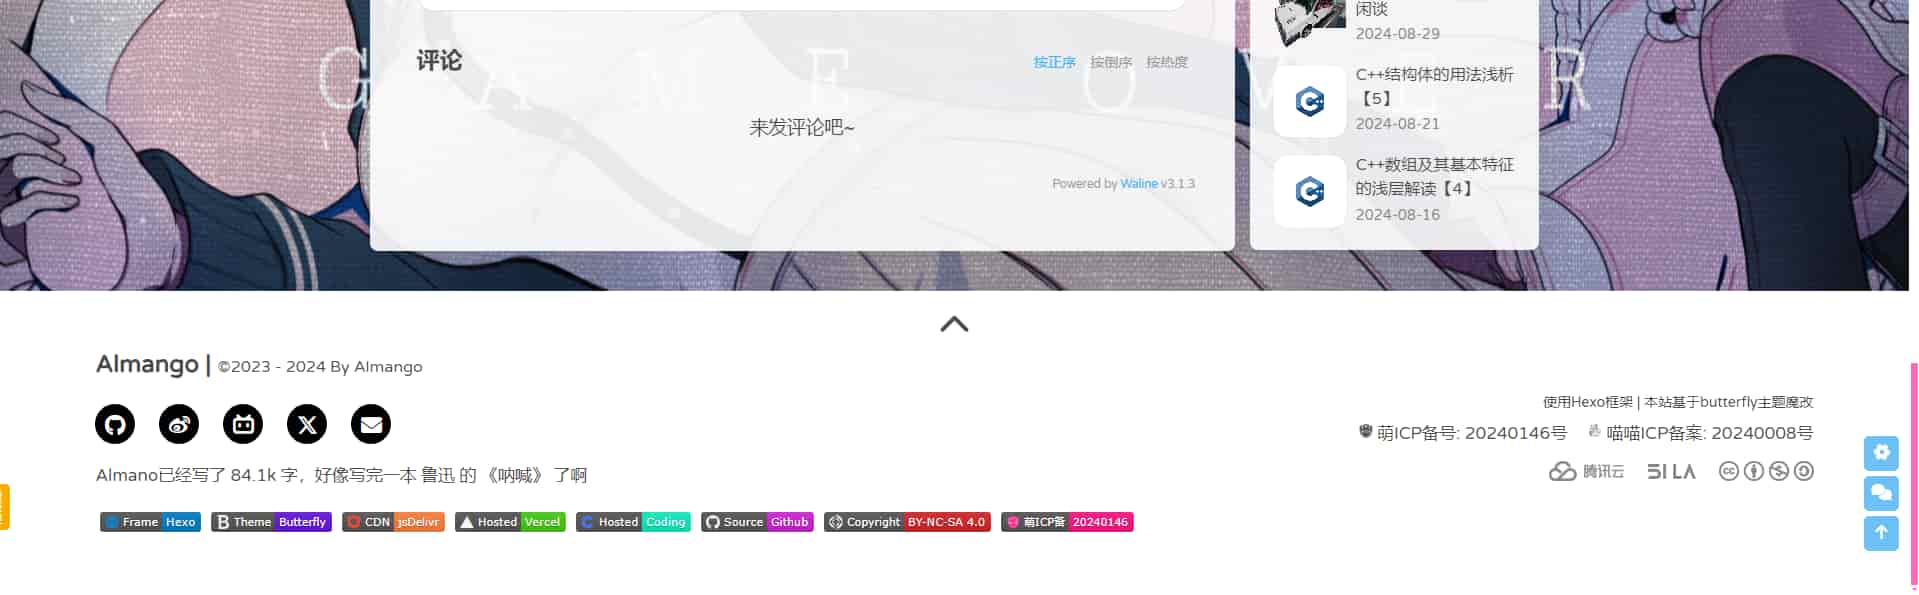 GAME OVER
评论
按正序 按倒序 按热度
来发评论吧~
Powered by Waline v3.1.3
闲谈
2024-08-29
C++结构体的用法浅析
【5】
2024-08-21
C++数组及其基本特征
的浅层解读【4】
2024-08-16
Almango | ©2023 - 2024 By Almango
Almano已经写了 84.1k 字，好像写完一本 鲁迅 的 《呐喊》 了啊
Frame Hexo Theme Butterfly CDN jsDelivr Hosted Vercel Hosted Coding Source Github Copyright BY-NC-SA 4.0 萌ICP备 20240146
使用Hexo框架 | 本站基于butterfly主题魔改
萌ICP备号: 20240146号 喵喵ICP备案: 20240008号
腾讯云 51LA